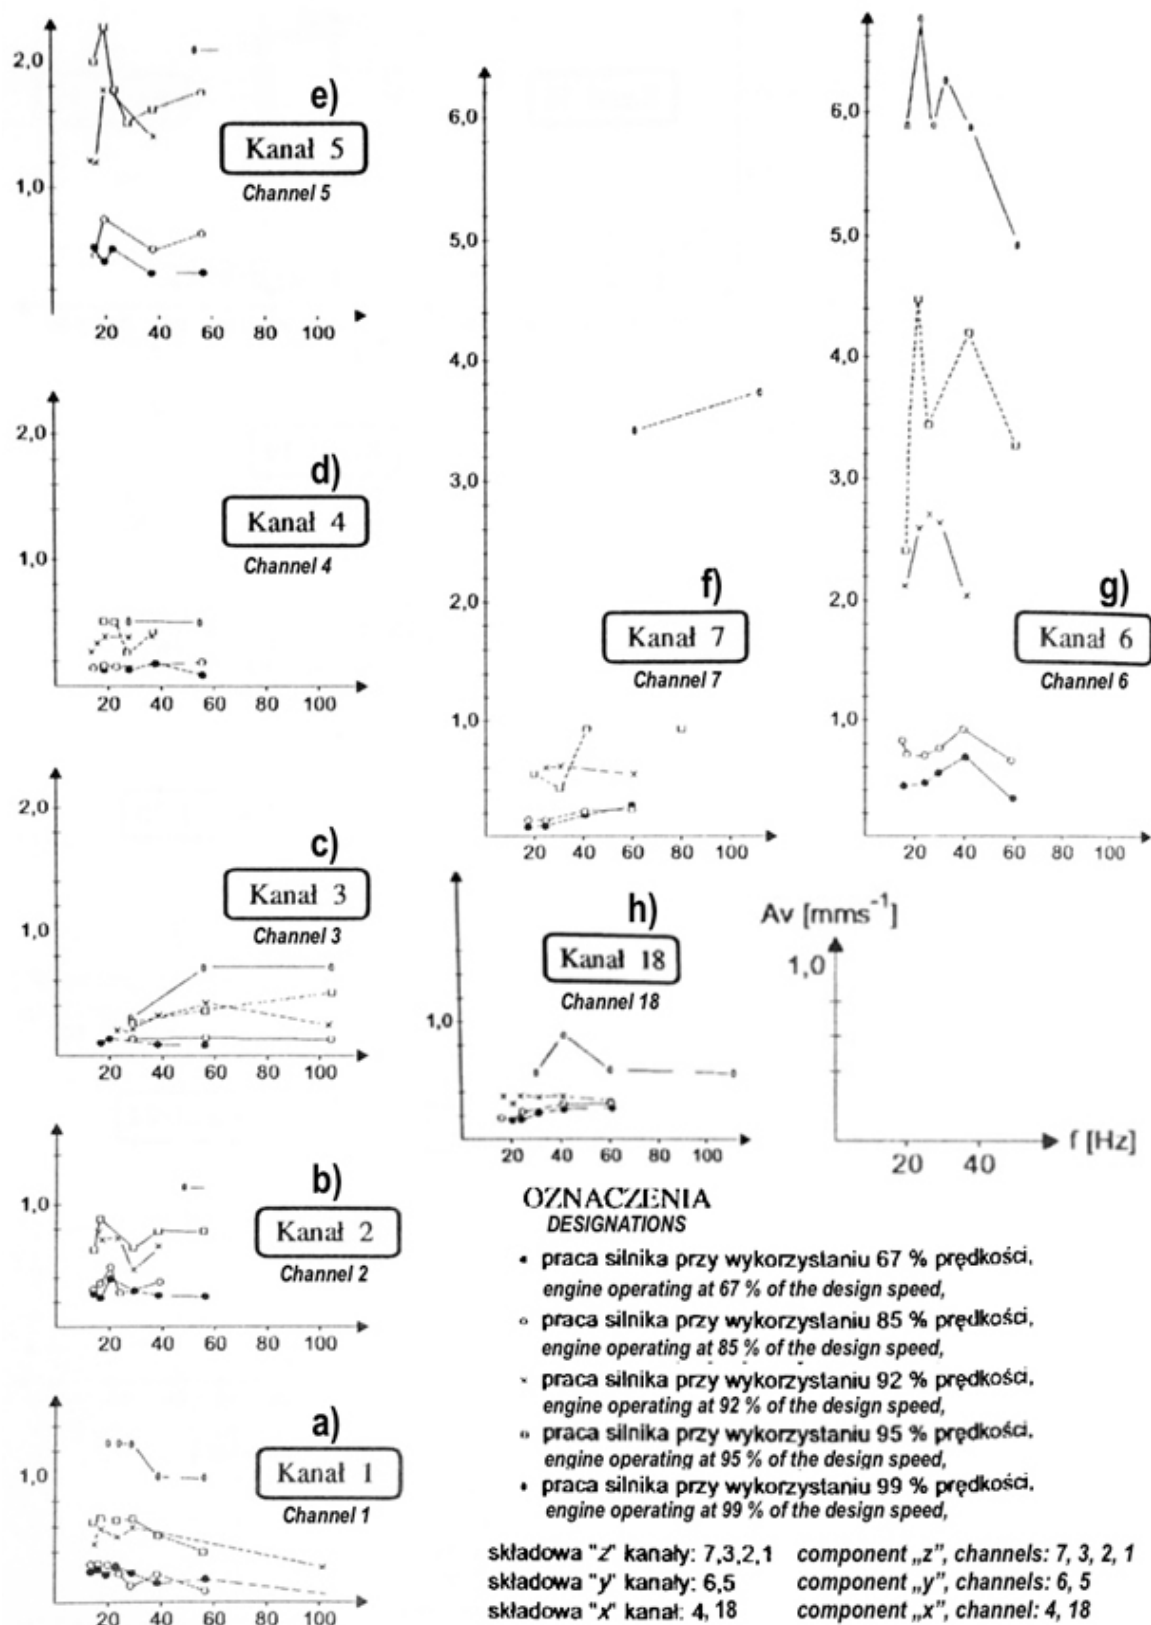 e)
2,0
Kanał 5
Channel 5
1,0
20 40 60 80 100
d)
2,0
Kanał 4
Channel 4
1,0
20 40 60 80 100
c)
2,0
Kanał 3
Channel 3
1,0
20 40 60 80 100
b)
1,0
Kanał 2
Channel 2
20 40 60 80 100
a)
1,0
Kanał 1
Channel 1
20 40 60 80 100
6,0
5,0
4,0
3,0
2,0
f)
Kanał 7
Channel 7
1,0
20 40 60 80 100
6,0
5,0
4,0
3,0
2,0
g)
Kanał 6
Channel 6
1,0
20 40 60 80 100
h)
Kanał 18
Channel 18
1,0
20 40 60 80 100
Av [mms⁻¹]
1,0
f [Hz]
20 40
OZNACZENIA
DESIGNATIONS
praca silnika przy wykorzystaniu 67 % prędkości,
engine operating at 67 % of the design speed,
praca silnika przy wykorzystaniu 85 % prędkości,
engine operating at 85 % of the design speed,
praca silnika przy wykorzystaniu 92 % prędkości,
engine operating at 92 % of the design speed,
praca silnika przy wykorzystaniu 95 % prędkości,
engine operating at 95 % of the design speed,
praca silnika przy wykorzystaniu 99 % prędkości,
engine operating at 99 % of the design speed,
składowa "z" kanały: 7,3,2,1 component „z”, channels: 7, 3, 2, 1
składowa "y" kanały: 6,5 component „y”, channels: 6, 5
składowa "x" kanał: 4, 18 component „x”, channel: 4, 18